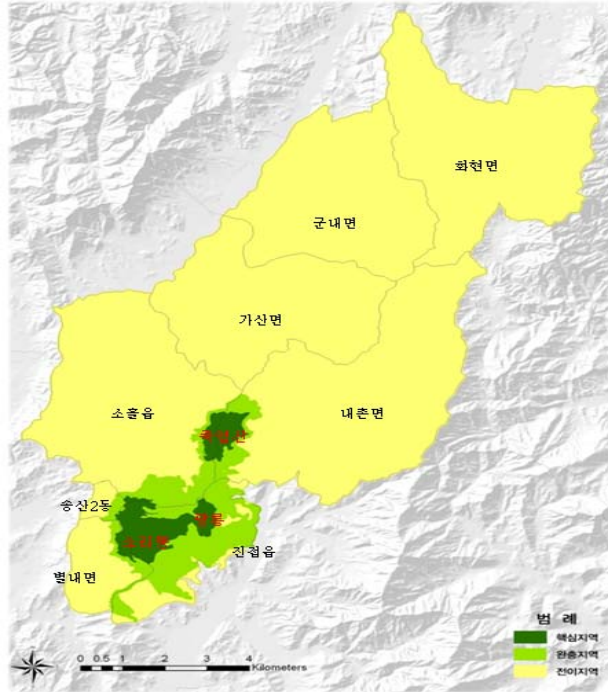 화현면
군내면
가산면
소흘읍
내촌면
죽엽산
송산2동
광릉
소리봉
진접읍
별내면
범 례
핵심지역
완충지역
전이지역
0 0.5 1 2 3 4
Kilometers